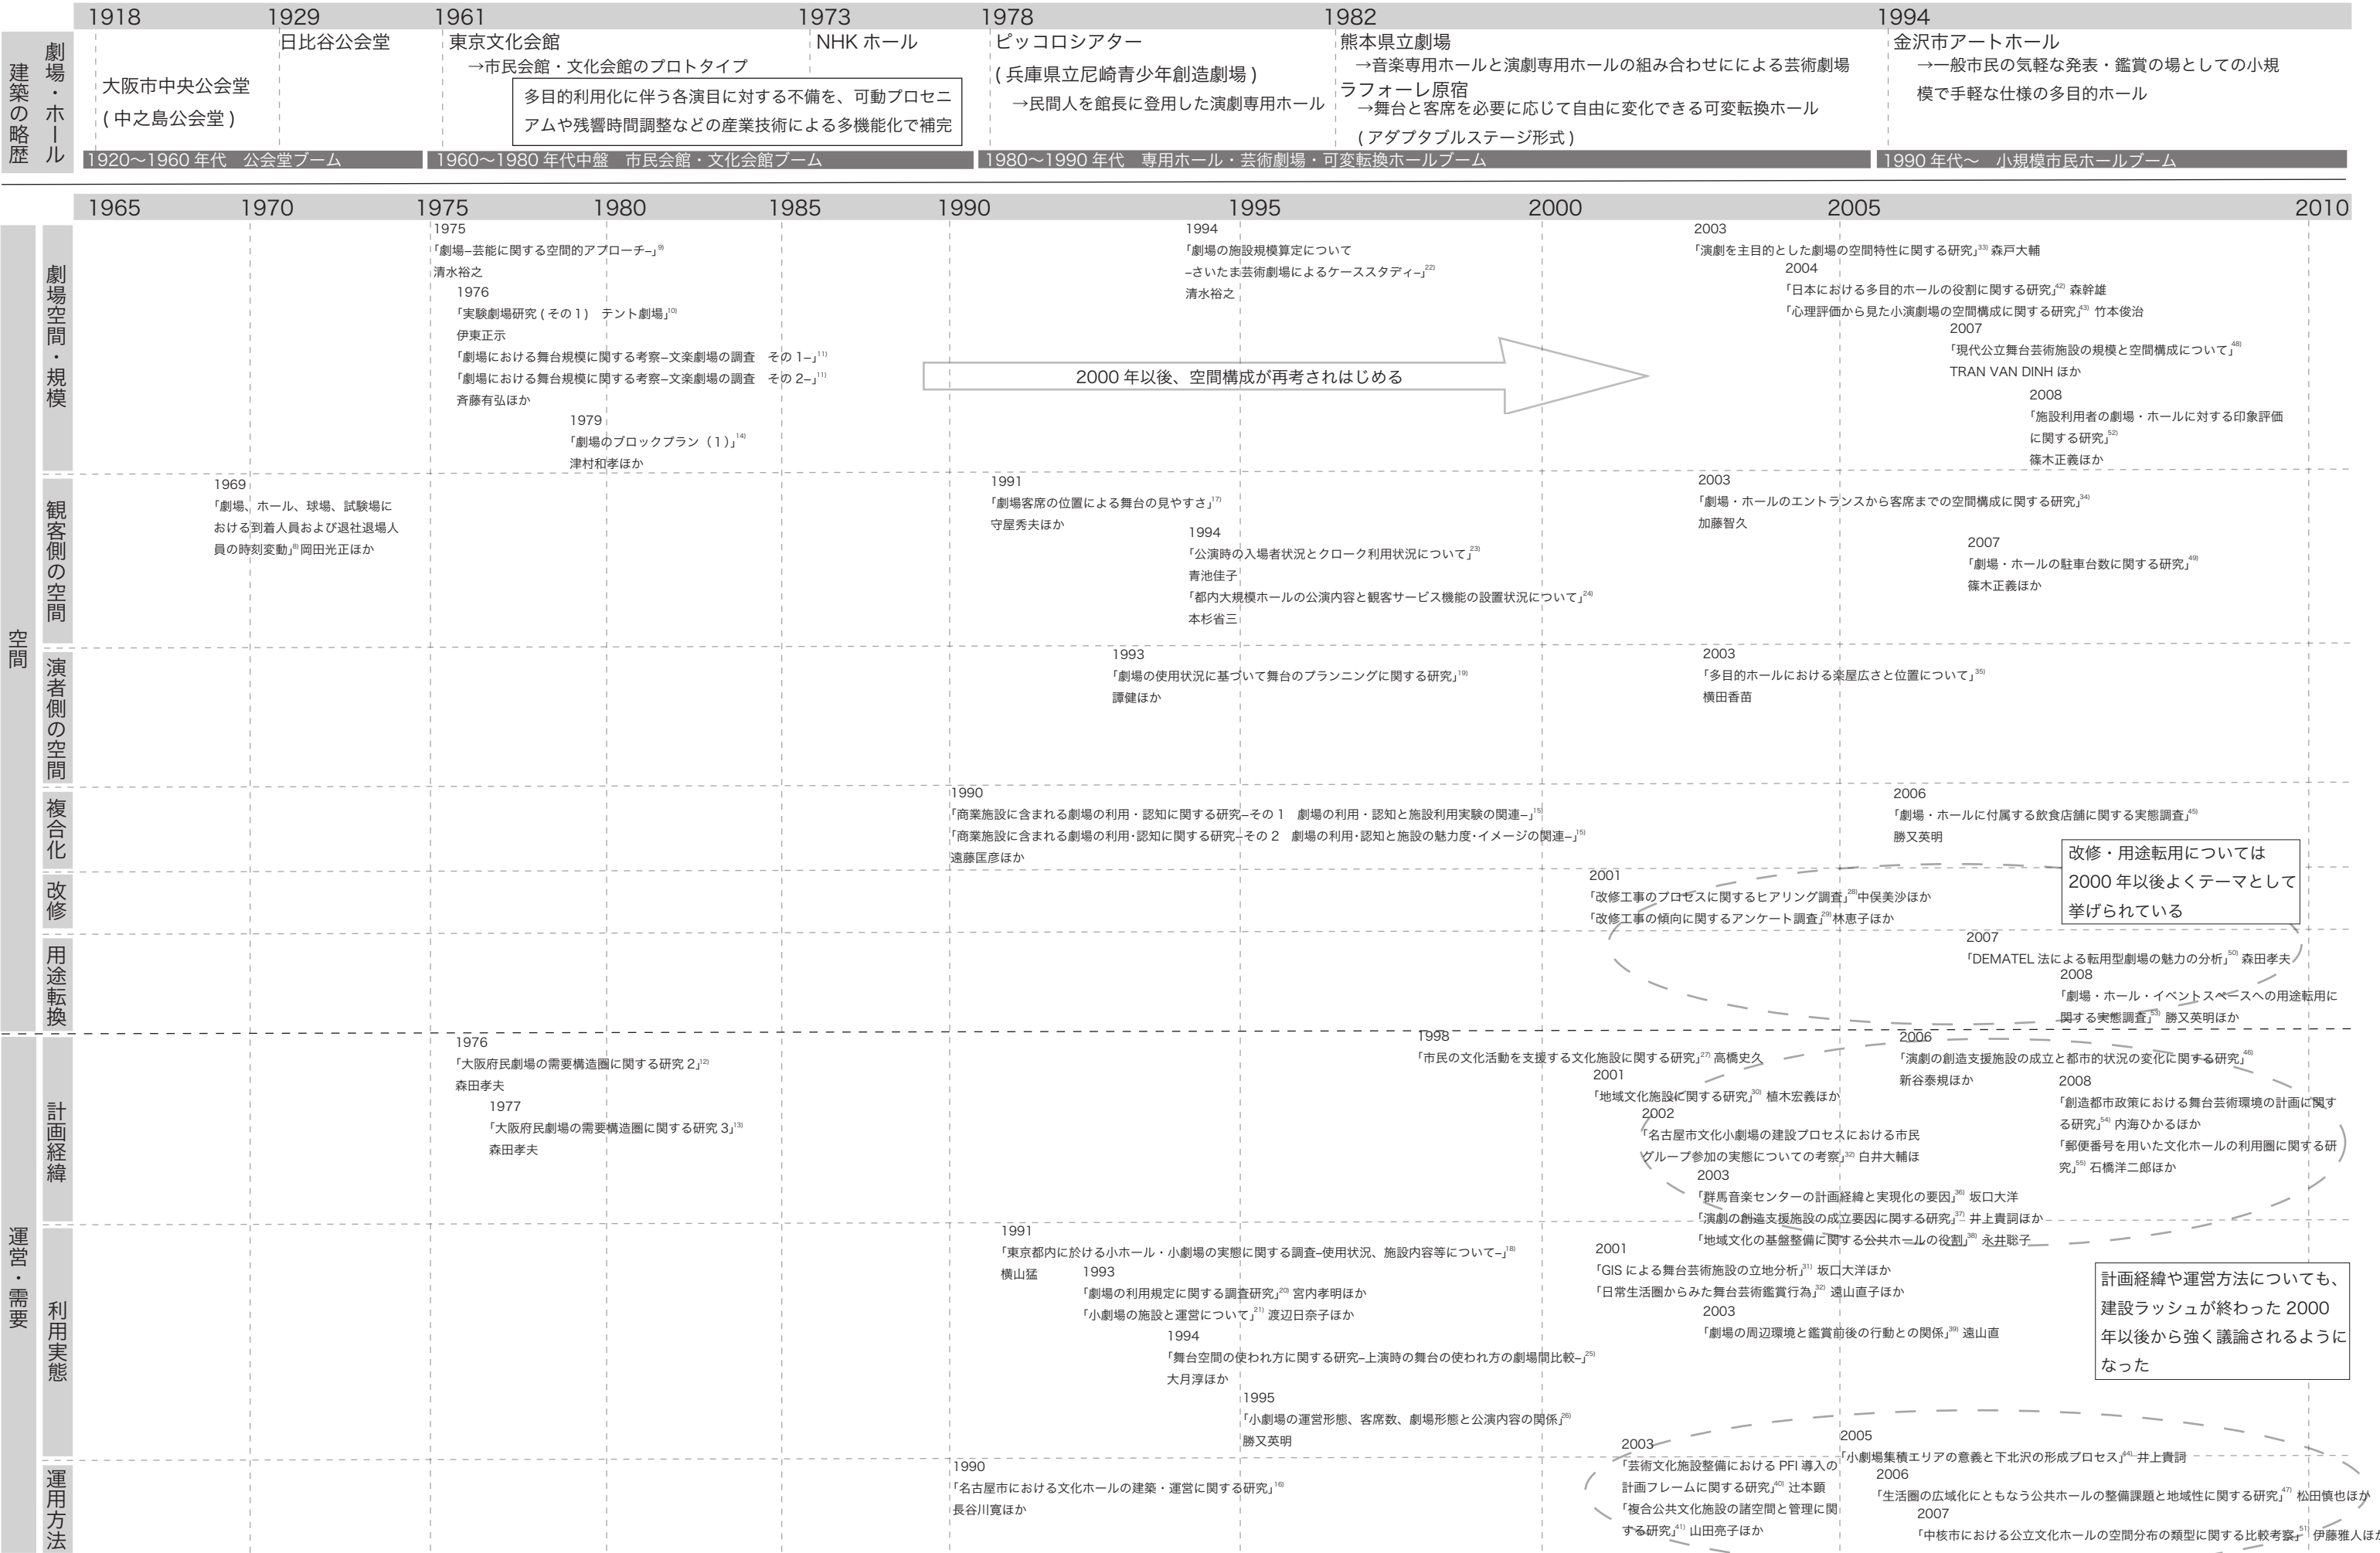 1918
1929
1961
1973
1978
1982
1994
劇場・ホール
建築の略歴
大阪市中央公会堂
( 中之島公会堂 )
日比谷公会堂
東京文化会館
→市民会館・文化会館のプロトタイプ
NHK ホール
多目的利用化に伴う各演目に対する不備を、可動プロセニ
アムや残響時間調整などの産業技術による多機能化で補完
ピッコロシアター
( 兵庫県立尼崎青少年創造劇場 )
→民間人を館長に登用した演劇専用ホール
熊本県立劇場
→音楽専用ホールと演劇専用ホールの組み合わせにによる芸術劇場
ラフォーレ原宿
→舞台と客席を必要に応じて自由に変化できる可変転換ホール
( アダプタブルステージ形式 )
金沢市アートホール
→一般市民の気軽な発表・鑑賞の場としての小規
模で手軽な仕様の多目的ホール
1920〜1960 年代　公会堂ブーム
1960〜1980 年代中盤　市民会館・文化会館ブーム
1980〜1990 年代　専用ホール・芸術劇場・可変転換ホールブーム
1990 年代〜　小規模市民ホールブーム
1965
1970
1975
1980
1985
1990
1995
2000
2005
2010
空間
劇場空間・規模
1975
「劇場–芸能に関する空間的アプローチ–」9)
清水裕之
1976
「実験劇場研究 ( その 1 )　テント劇場」10)
伊東正示
「劇場における舞台規模に関する考察–文楽劇場の調査　その 1–」11)
「劇場における舞台規模に関する考察–文楽劇場の調査　その 2–」11)
斉藤有弘ほか
1979
「劇場のブロックプラン（1）」14)
津村和孝ほか
1994
「劇場の施設規模算定について
–さいたま芸術劇場によるケーススタディ–」22)
清水裕之
2000 年以後、空間構成が再考されはじめる
2003
「演劇を主目的とした劇場の空間特性に関する研究」33) 森戸大輔
2004
「日本における多目的ホールの役割に関する研究」42) 森幹雄
「心理評価から見た小演劇場の空間構成に関する研究」43) 竹本俊治
2007
「現代公立舞台芸術施設の規模と空間構成について」48)
TRAN VAN DINH ほか
2008
「施設利用者の劇場・ホールに対する印象評価
に関する研究」52)
篠木正義ほか
観客側の空間
1969
「劇場、ホール、球場、試験場に
おける到着人員および退社退場人
員の時刻変動」8) 岡田光正ほか
1991
「劇場客席の位置による舞台の見やすさ」17)
守屋秀夫ほか
1994
「公演時の入場者状況とクローク利用状況について」23)
青池佳子
「都内大規模ホールの公演内容と観客サービス機能の設置状況について」24)
本杉省三
2003
「劇場・ホールのエントランスから客席までの空間構成に関する研究」34)
加藤智久
2007
「劇場・ホールの駐車台数に関する研究」49)
篠木正義ほか
演者側の空間
1993
「劇場の使用状況に基づいて舞台のプランニングに関する研究」19)
譚健ほか
2003
「多目的ホールにおける楽屋広さと位置について」35)
横田香苗
複合化
1990
「商業施設に含まれる劇場の利用・認知に関する研究–その 1　劇場の利用・認知と施設利用実験の関連–」15)
「商業施設に含まれる劇場の利用･認知に関する研究–その 2　劇場の利用･認知と施設の魅力度･イメージの関連–」15)
遠藤匡彦ほか
2006
「劇場・ホールに付属する飲食店舗に関する実態調査」45)
勝又英明
改修・用途転用については
2000 年以後よくテーマとして
挙げられている
改修
2001
「改修工事のプロセスに関するヒアリング調査」28) 中俣美沙ほか
「改修工事の傾向に関するアンケート調査」29) 林恵子ほか
用途転換
2007
「DEMATEL 法による転用型劇場の魅力の分析」50) 森田孝夫
2008
「劇場・ホール・イベントスペースへの用途転用に
関する実態調査」53) 勝又英明ほか
運営・需要
計画経緯
1976
「大阪府民劇場の需要構造圏に関する研究 2」12)
森田孝夫
1977
「大阪府民劇場の需要構造圏に関する研究 3」13)
森田孝夫
1998
「市民の文化活動を支援する文化施設に関する研究」27) 高橋史久
2001
「地域文化施設に関する研究」30) 植木宏義ほか
2002
「名古屋市文化小劇場の建設プロセスにおける市民
グループ参加の実態についての考察」32) 白井大輔ほ
2003
「群馬音楽センターの計画経緯と実現化の要因」36) 坂口大洋
「演劇の創造支援施設の成立要因に関する研究」37) 井上貴詞ほか
「地域文化の基盤整備に関する公共ホールの役割」38) 永井聡子
2006
「演劇の創造支援施設の成立と都市的状況の変化に関する研究」46)
新谷泰規ほか
2008
「創造都市政策における舞台芸術環境の計画に関す
る研究」54) 内海ひかるほか
「郵便番号を用いた文化ホールの利用圏に関する研
究」55) 石橋洋二郎ほか
利用実態
1991
「東京都内に於ける小ホール・小劇場の実態に関する調査–使用状況、施設内容等について–」18)
横山猛
1993
「劇場の利用規定に関する調査研究」20) 宮内孝明ほか
「小劇場の施設と運営について」21) 渡辺日奈子ほか
1994
「舞台空間の使われ方に関する研究–上演時の舞台の使われ方の劇場間比較–」25)
大月淳ほか
1995
「小劇場の運営形態、客席数、劇場形態と公演内容の関係」26)
勝又英明
2001
「GIS による舞台芸術施設の立地分析」31) 坂口大洋ほか
「日常生活圏からみた舞台芸術鑑賞行為」32) 遠山直子ほか
2003
「劇場の周辺環境と鑑賞前後の行動との関係」39) 遠山直
計画経緯や運営方法についても、
建設ラッシュが終わった 2000
年以後から強く議論されるように
なった
運用方法
1990
「名古屋市における文化ホールの建築・運営に関する研究」16)
長谷川寛ほか
2003
「芸術文化施設整備における PFI 導入の
計画フレームに関する研究」40) 辻本顕
「複合公共文化施設の諸空間と管理に関
する研究」41) 山田亮子ほか
2005
「小劇場集積エリアの意義と下北沢の形成プロセス」44) 井上貴詞
2006
「生活圏の広域化にともなう公共ホールの整備課題と地域性に関する研究」47) 松田慎也ほか
2007
「中核市における公立文化ホールの空間分布の類型に関する比較考察」51) 伊藤雅人ほか